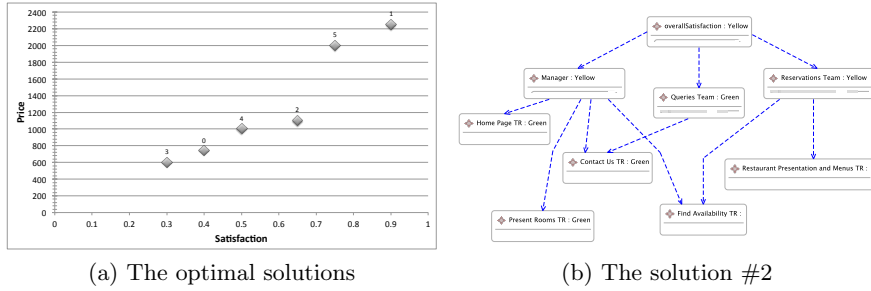 2400
2200
2000
1800
1600
1400
1200
1000
800
600
400
200
0
Price
1
5
2
4
0
3
0 0.1 0.2 0.3 0.4 0.5 0.6 0.7 0.8 0.9 1
Satisfaction
(a) The optimal solutions
overallSatisfaction : Yellow
Manager : Yellow
Queries Team : Green
Reservations Team : Yellow
Home Page TR : Green
Contact Us TR : Green
Restaurant Presentation and Menus TR :
Present Rooms TR : Green
Find Availability TR :
(b) The solution #2